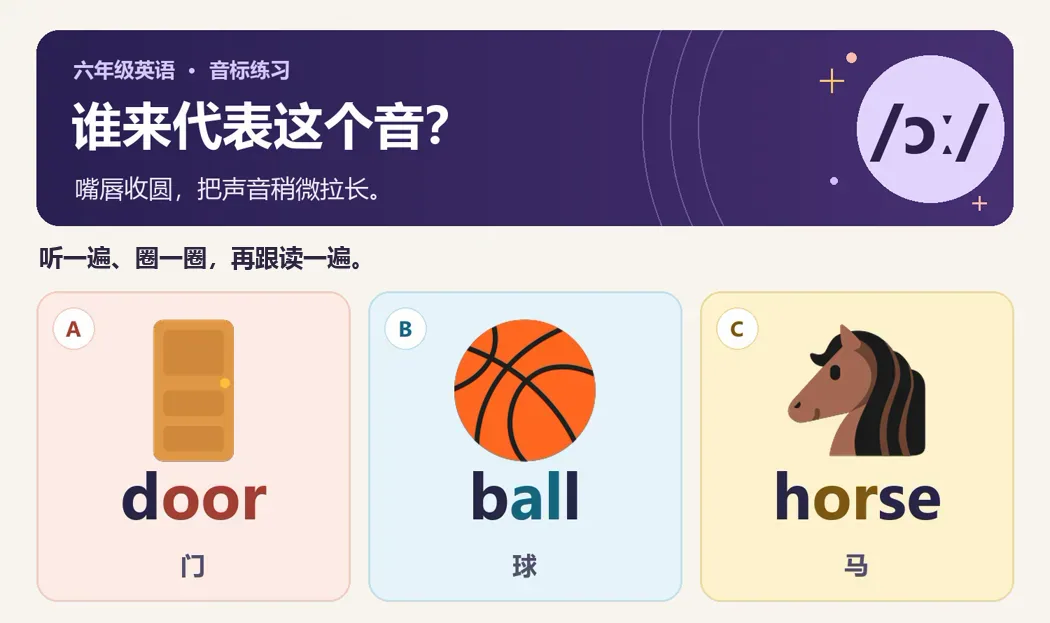 六年级英语 · 音标练习
谁来代表这个音？
嘴唇收圆，把声音稍微拉长。
/ɔː/
听一遍、圈一圈，再跟读一遍。
A
door
门
B
ball
球
C
horse
马